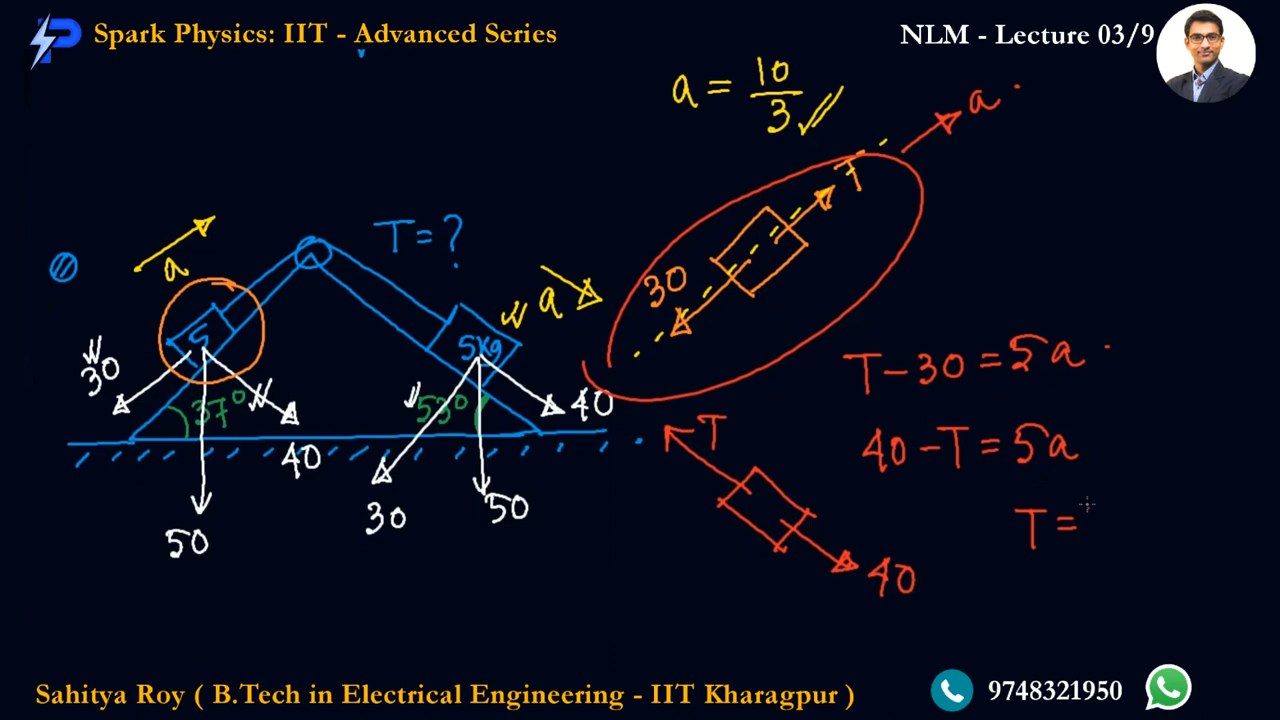 Spark Physics: IIT - Advanced Series
NLM - Lecture 03/9
a = 10/3
a
T = ?
a
a
T
30
5
5kg
30
37°
53°
40
40
50
30
50
T - 30 = 5a
40 - T = 5a
T =
T
40
Sahitya Roy ( B.Tech in Electrical Engineering - IIT Kharagpur )
9748321950